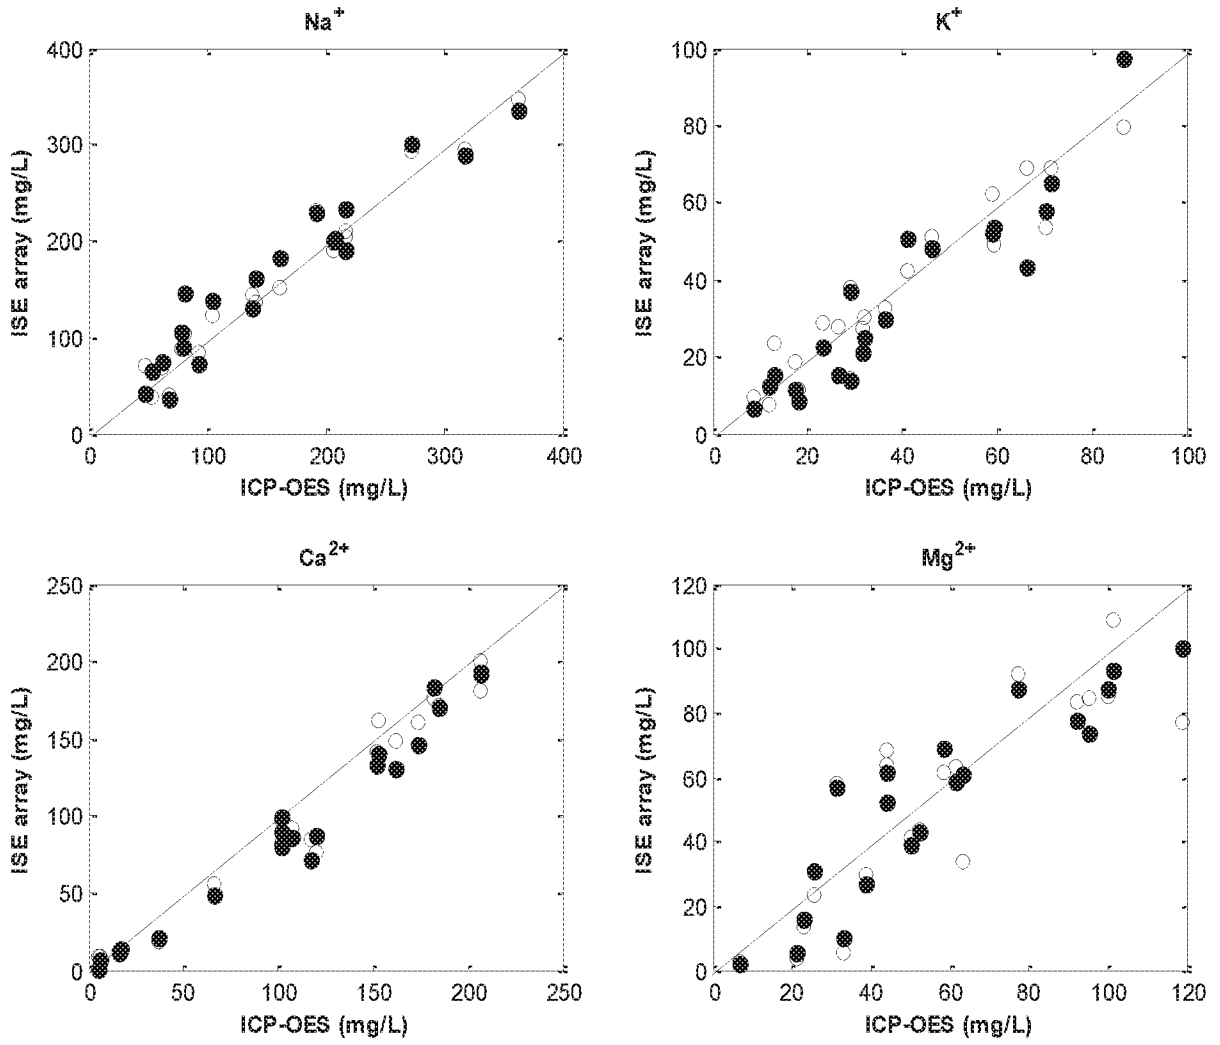 Na⁺
400
300
200
100
0
ISE array (mg/L)
0 100 200 300 400
ICP-OES (mg/L)
K⁺
100
80
60
40
20
0
ISE array (mg/L)
0 20 40 60 80 100
ICP-OES (mg/L)
Ca²⁺
250
200
150
100
50
0
ISE array (mg/L)
0 50 100 150 200 250
ICP-OES (mg/L)
Mg²⁺
120
100
80
60
40
20
0
ISE array (mg/L)
0 20 40 60 80 100 120
ICP-OES (mg/L)